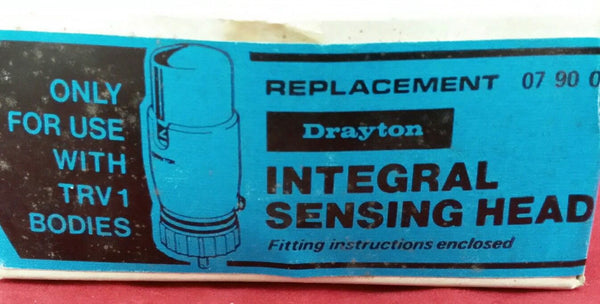 ONLY
FOR USE
WITH
TRV1
BODIES
REPLACEMENT 07 90 0
Drayton
INTEGRAL
SENSING HEAD
Fitting instructions enclosed